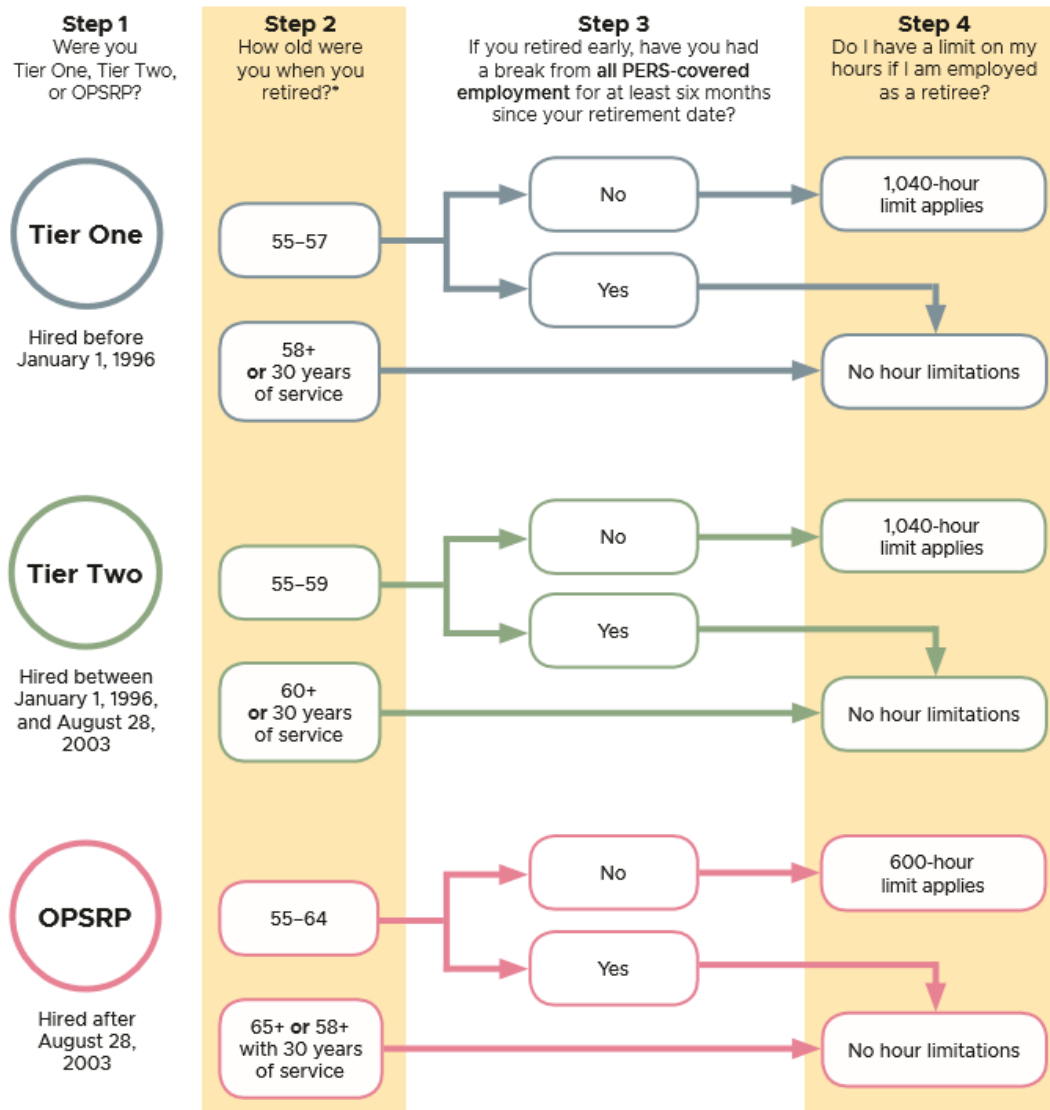 Step 1
Were you
Tier One, Tier Two,
or OPSRP?
Step 2
How old were
you when you
retired?*
Step 3
If you retired early, have you had
a break from all PERS-covered
employment for at least six months
since your retirement date?
Step 4
Do I have a limit on my
hours if I am employed
as a retiree?
Tier One
Hired before
January 1, 1996
55–57
No
1,040-hour
limit applies
Yes
58+
or 30 years
of service
No hour limitations
Tier Two
Hired between
January 1, 1996,
and August 28,
2003
55–59
No
1,040-hour
limit applies
Yes
60+
or 30 years
of service
No hour limitations
OPSRP
Hired after
August 28,
2003
55–64
No
600-hour
limit applies
Yes
65+ or 58+
with 30 years
of service
No hour limitations